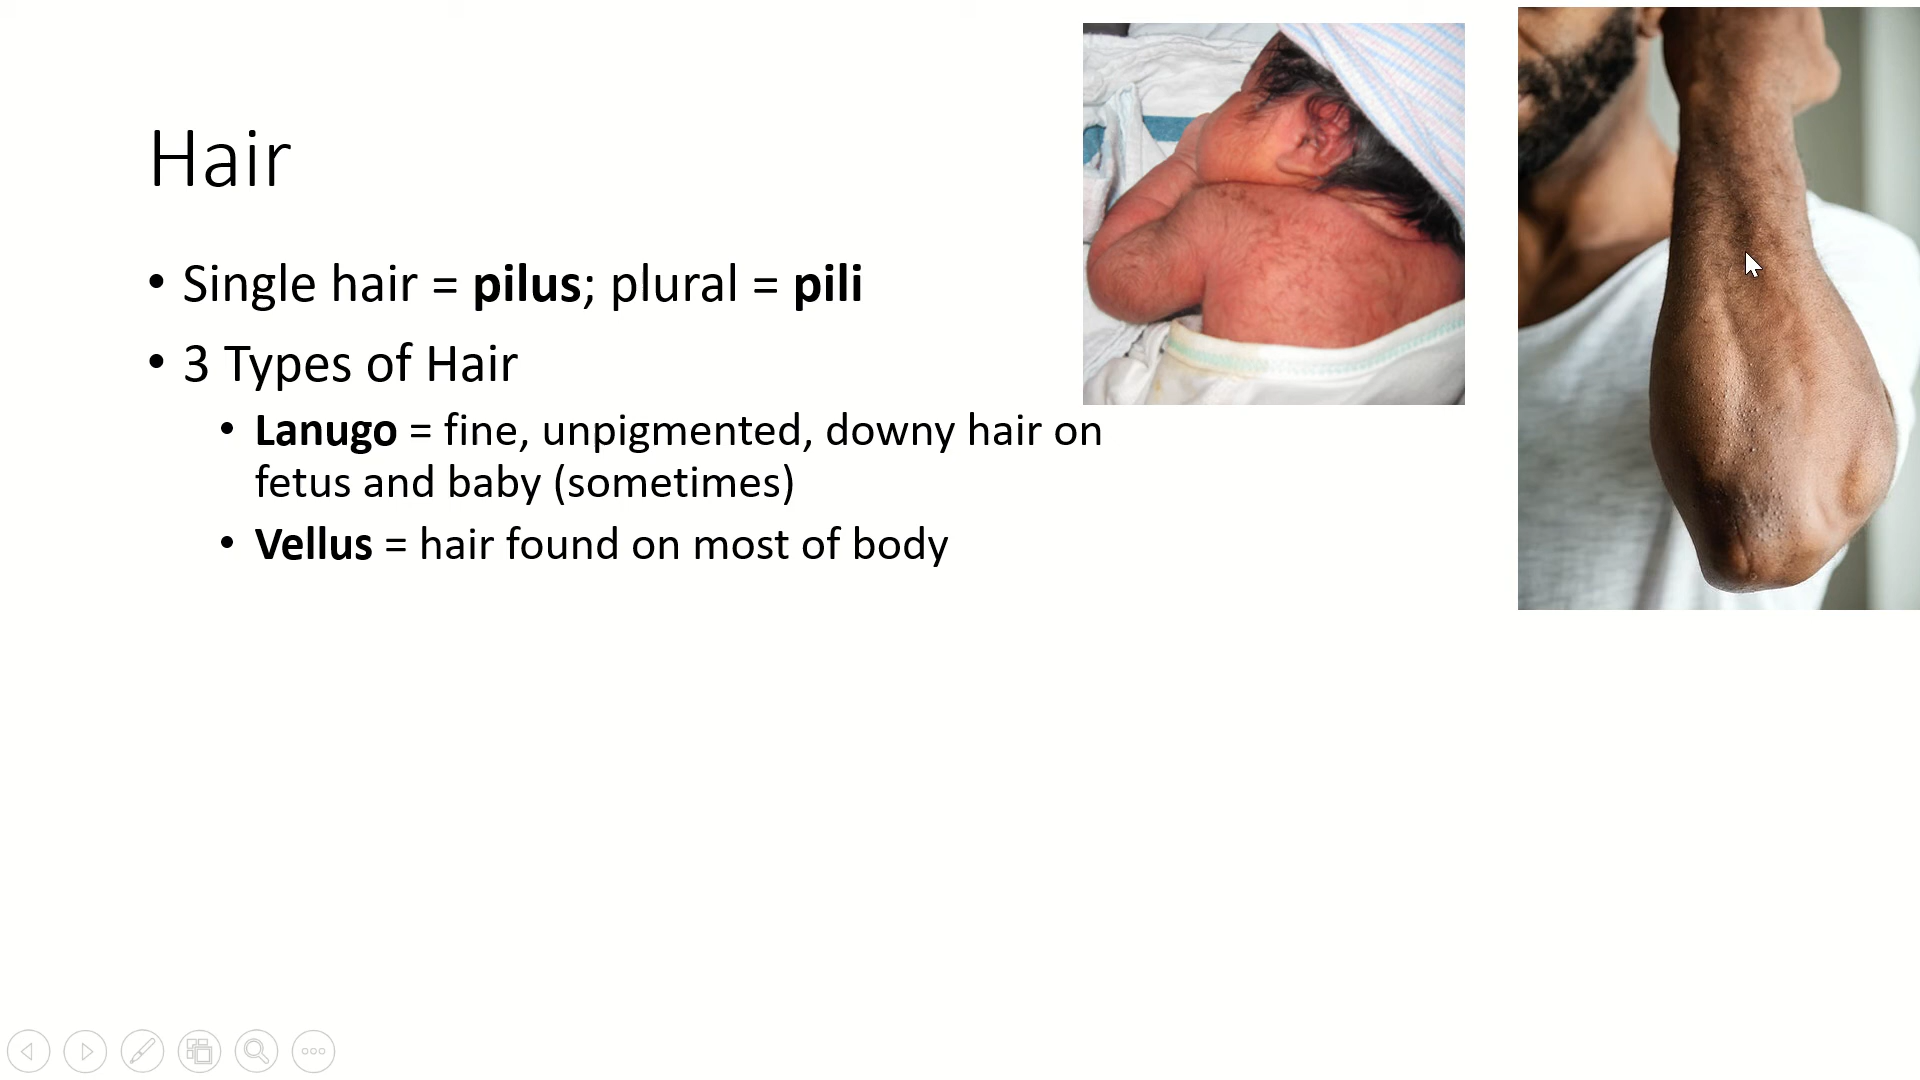 Hair
• Single hair = pilus; plural = pili
• 3 Types of Hair
• Lanugo = fine, unpigmented, downy hair on
fetus and baby (sometimes)
• Vellus = hair found on most of body